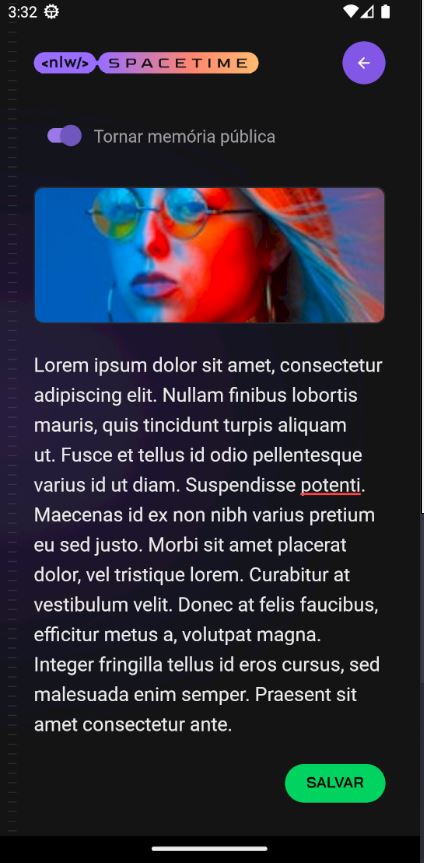 3:32
<nlw/> SPACETIME
Tornar memória pública
Lorem ipsum dolor sit amet, consectetur
adipiscing elit. Nullam finibus lobortis
mauris, quis tincidunt turpis aliquam
ut. Fusce et tellus id odio pellentesque
varius id ut diam. Suspendisse potenti.
Maecenas id ex non nibh varius pretium
eu sed justo. Morbi sit amet placerat
dolor, vel tristique lorem. Curabitur at
vestibulum velit. Donec at felis faucibus,
efficitur metus a, volutpat magna.
Integer fringilla tellus id eros cursus, sed
malesuada enim semper. Praesent sit
amet consectetur ante.
SALVAR